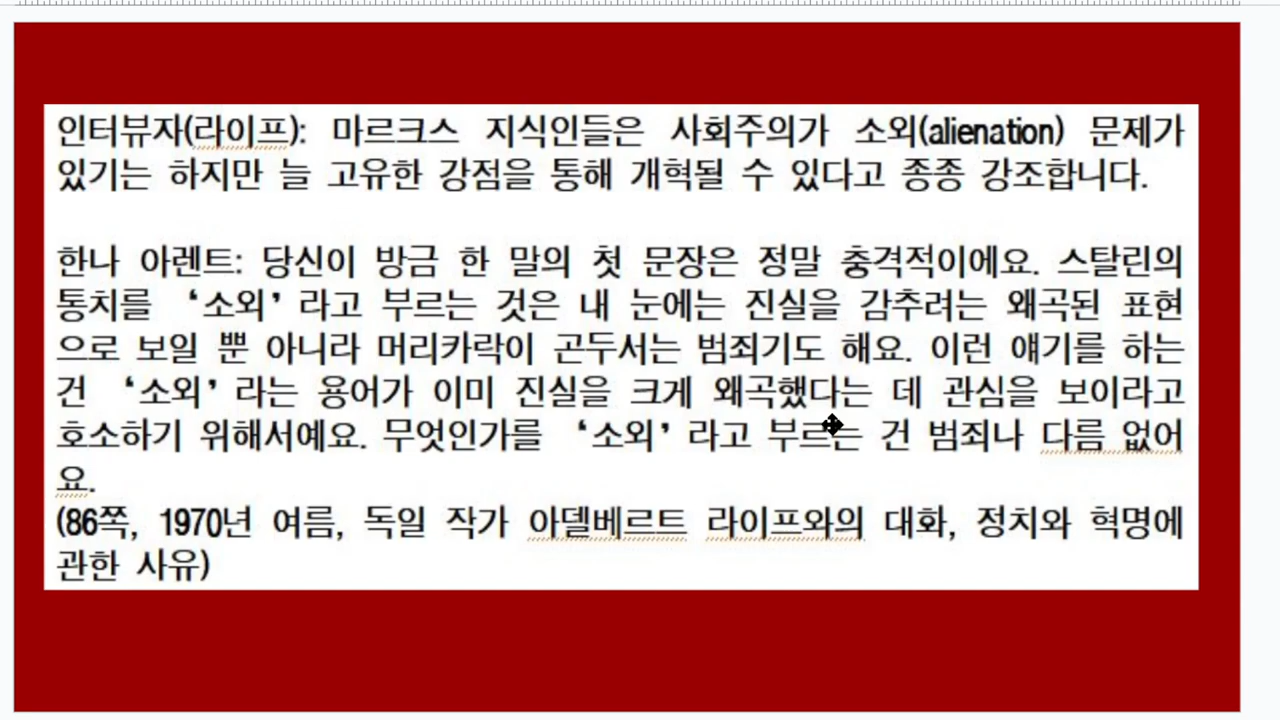 인터뷰자(라이프): 마르크스 지식인들은 사회주의가 소외(alienation) 문제가
있기는 하지만 늘 고유한 강점을 통해 개혁될 수 있다고 종종 강조합니다.
한나 아렌트: 당신이 방금 한 말의 첫 문장은 정말 충격적이에요. 스탈린의
통치를 ‘소외’라고 부르는 것은 내 눈에는 진실을 감추려는 왜곡된 표현
으로 보일 뿐 아니라 머리카락이 곤두서는 범죄기도 해요. 이런 얘기를 하는
건 ‘소외’라는 용어가 이미 진실을 크게 왜곡했다는 데 관심을 보이라고
호소하기 위해서예요. 무엇인가를 ‘소외’라고 부르는 건 범죄나 다름 없어
요.
(86쪽, 1970년 여름, 독일 작가 아델베르트 라이프와의 대화, 정치와 혁명에
관한 사유)